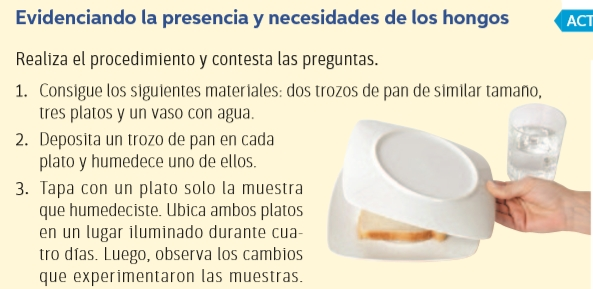 Evidenciando la presencia y necesidades de los hongos
ACT
Realiza el procedimiento y contesta las preguntas.
1. Consigue los siguientes materiales: dos trozos de pan de similar tamaño,
tres platos y un vaso con agua.
2. Deposita un trozo de pan en cada
plato y humedece uno de ellos.
3. Tapa con un plato solo la muestra
que humedeciste. Ubica ambos platos
en un lugar iluminado durante cua-
tro días. Luego, observa los cambios
que experimentaron las muestras.